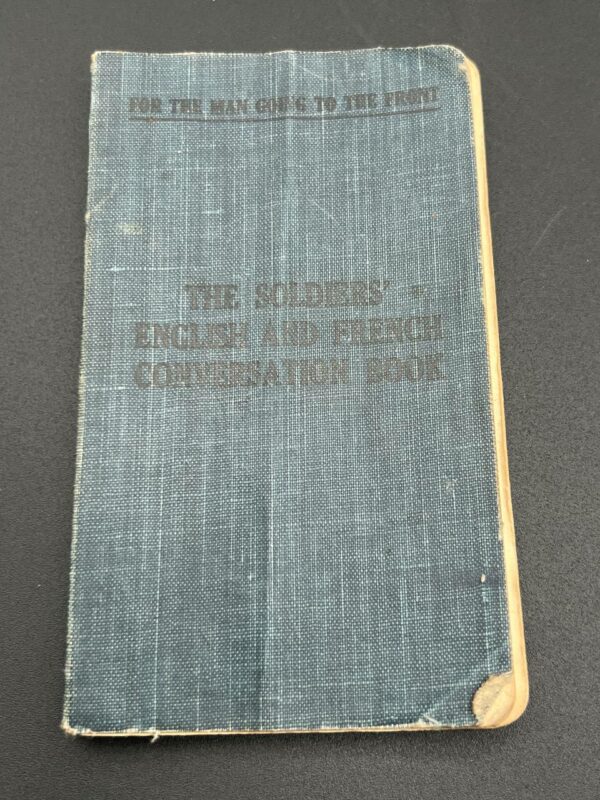 FOR THE MAN GOING TO THE FRONT
THE SOLDIERS'
ENGLISH AND FRENCH
CONVERSATION BOOK